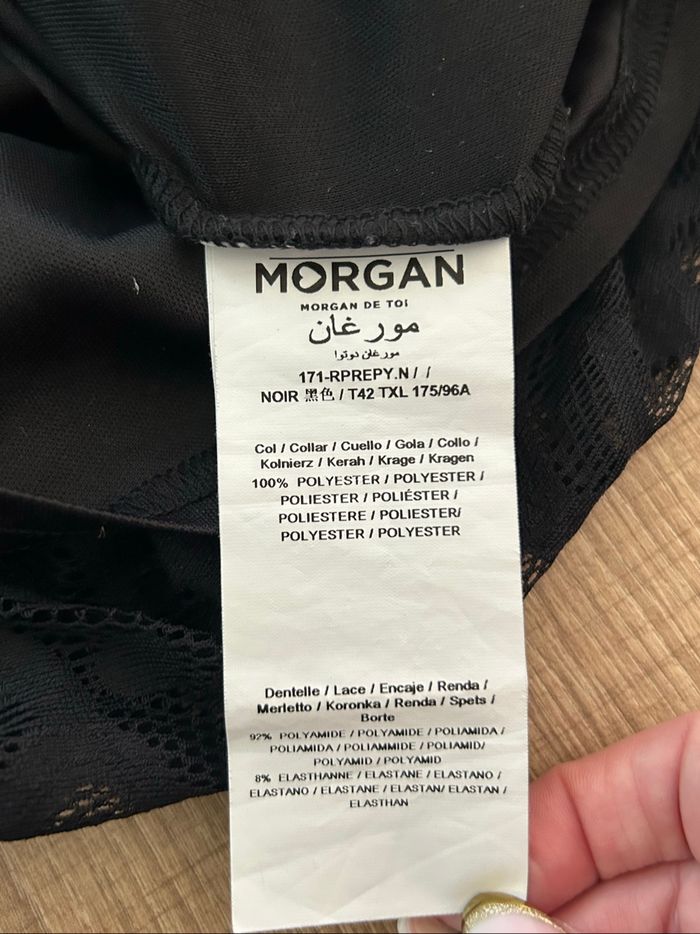 MORGAN
MORGAN DE TOI
مورغان
مورغان دوتوا
171-RPREPY.N / /
NOIR 黑色 / T42 TXL 175/96A
Col / Collar / Cuello / Gola / Collo /
Kolnierz / Kerah / Krage / Kragen
100% POLYESTER / POLYESTER /
POLIESTER / POLIÉSTER /
POLIESTERE / POLIESTER/
POLYESTER / POLYESTER
Dentelle / Lace / Encaje / Renda /
Merletto / Koronka / Renda / Spets /
Borte
92% POLYAMIDE / POLYAMIDE / POLIAMIDA /
POLIAMIDA / POLIAMMIDE / POLIAMID/
POLYAMID / POLYAMID
8% ELASTHANNE / ELASTANE / ELASTANO /
ELASTANO / ELASTANE / ELASTAN/ ELASTAN /
ELASTHAN